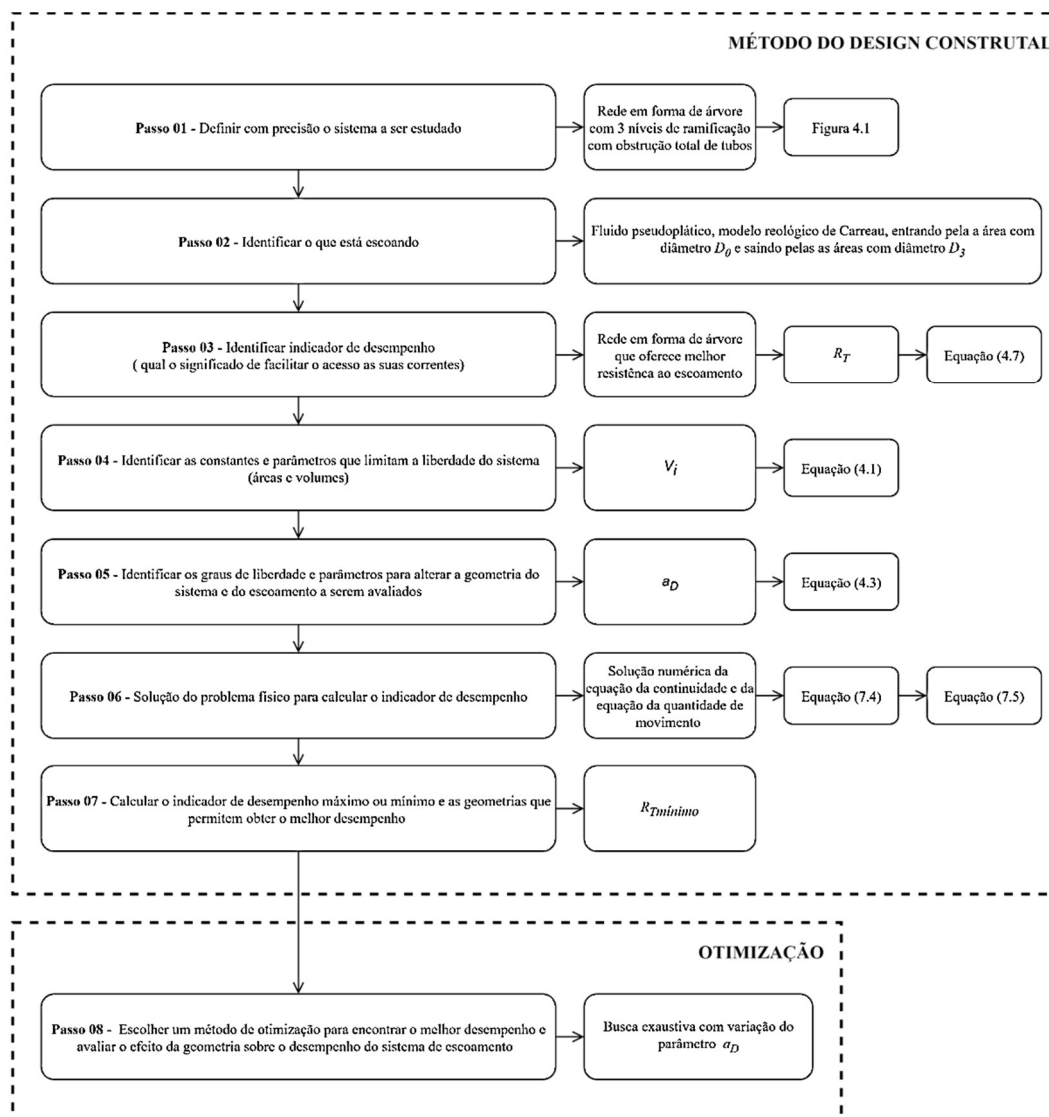 MÉTODO DO DESIGN CONSTRUTAL
Passo 01 - Definir com precisão o sistema a ser estudado
Rede em forma de árvore
com 3 níveis de ramificação
com obstrução total de tubos
Figura 4.1
Passo 02 - Identificar o que está escoando
Fluido pseudoplático, modelo reológico de Carreau, entrando pela a área com
diâmetro D0 e saindo pelas as áreas com diâmetro D3
Passo 03 - Identificar indicador de desempenho
( qual o significado de facilitar o acesso as suas correntes)
Rede em forma de árvore
que oferece melhor
resistênca ao escoamento
RT
Equação (4.7)
Passo 04 - Identificar as constantes e parâmetros que limitam a liberdade do sistema
(áreas e volumes)
Vi
Equação (4.1)
Passo 05 - Identificar os graus de liberdade e parâmetros para alterar a geometria do
sistema e do escoamento a serem avaliados
aD
Equação (4.3)
Passo 06 - Solução do problema físico para calcular o indicador de desempenho
Solução numérica da
equação da continuidade e da
equação da quantidade de
movimento
Equação (7.4)
Equação (7.5)
Passo 07 - Calcular o indicador de desempenho máximo ou mínimo e as geometrias que
permitem obter o melhor desempenho
RTmínimo
OTIMIZAÇÃO
Passo 08 - Escolher um método de otimização para encontrar o melhor desempenho e
avaliar o efeito da geometria sobre o desempenho do sistema de escoamento
Busca exaustiva com variação do
parâmetro aD